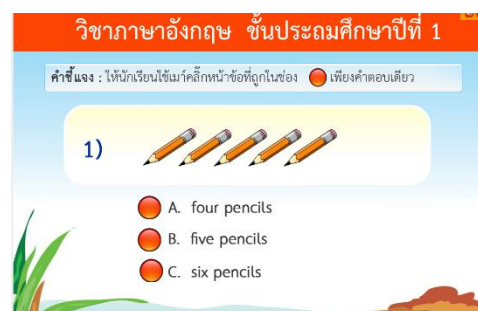 วิชาภาษาอังกฤษ ชั้นประถมศึกษาปีที่ 1
คำชี้แจง : ให้นักเรียนใช้เมาส์คลิ๊กหน้าข้อที่ถูกในช่อง เพียงคำตอบเดียว
1)
A. four pencils
B. five pencils
C. six pencils